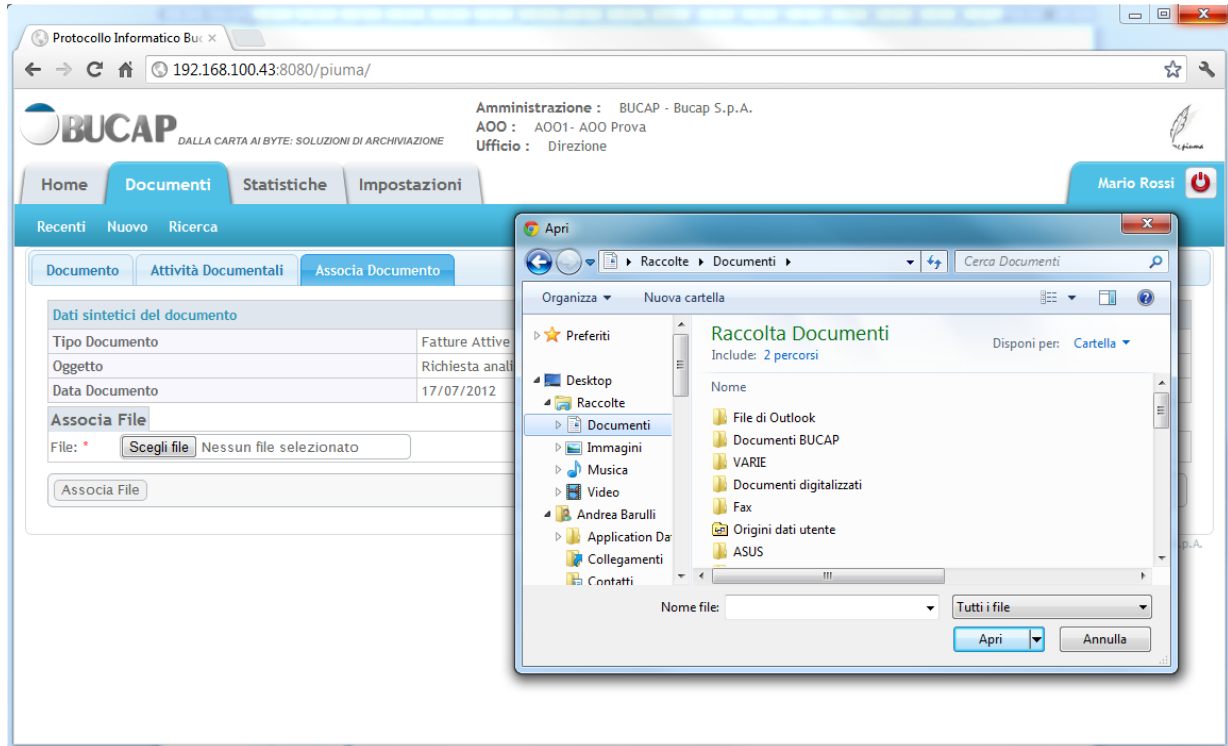 Protocollo Informatico Buc
192.168.100.43:8080/piuma/
BUCAP DALLA CARTA AI BYTE: SOLUZIONI DI ARCHIVIAZIONE
Amministrazione : BUCAP - Bucap S.p.A.
AOO : AOO1- AOO Prova
Ufficio : Direzione
Home Documenti Statistiche Impostazioni Mario Rossi
Recenti Nuovo Ricerca
Documento Attività Documentali Associa Documento
Dati sintetici del documento
Tipo Documento Fatture Attive
Oggetto Richiesta anali
Data Documento 17/07/2012
Associa File
File: * Scegli file Nessun file selezionato
Associa File
p.A.
Apri
Raccolte Documenti Cerca Documenti
Organizza Nuova cartella
Preferiti
Desktop
Raccolte
Documenti
Immagini
Musica
Video
Andrea Barulli
Application Da
Collegamenti
Contatti
Raccolta Documenti
Include: 2 percorsi
Disponi per: Cartella
Nome
File di Outlook
Documenti BUCAP
VARIE
Documenti digitalizzati
Fax
Origini dati utente
ASUS
Nome file: Tutti i file
Apri Annulla